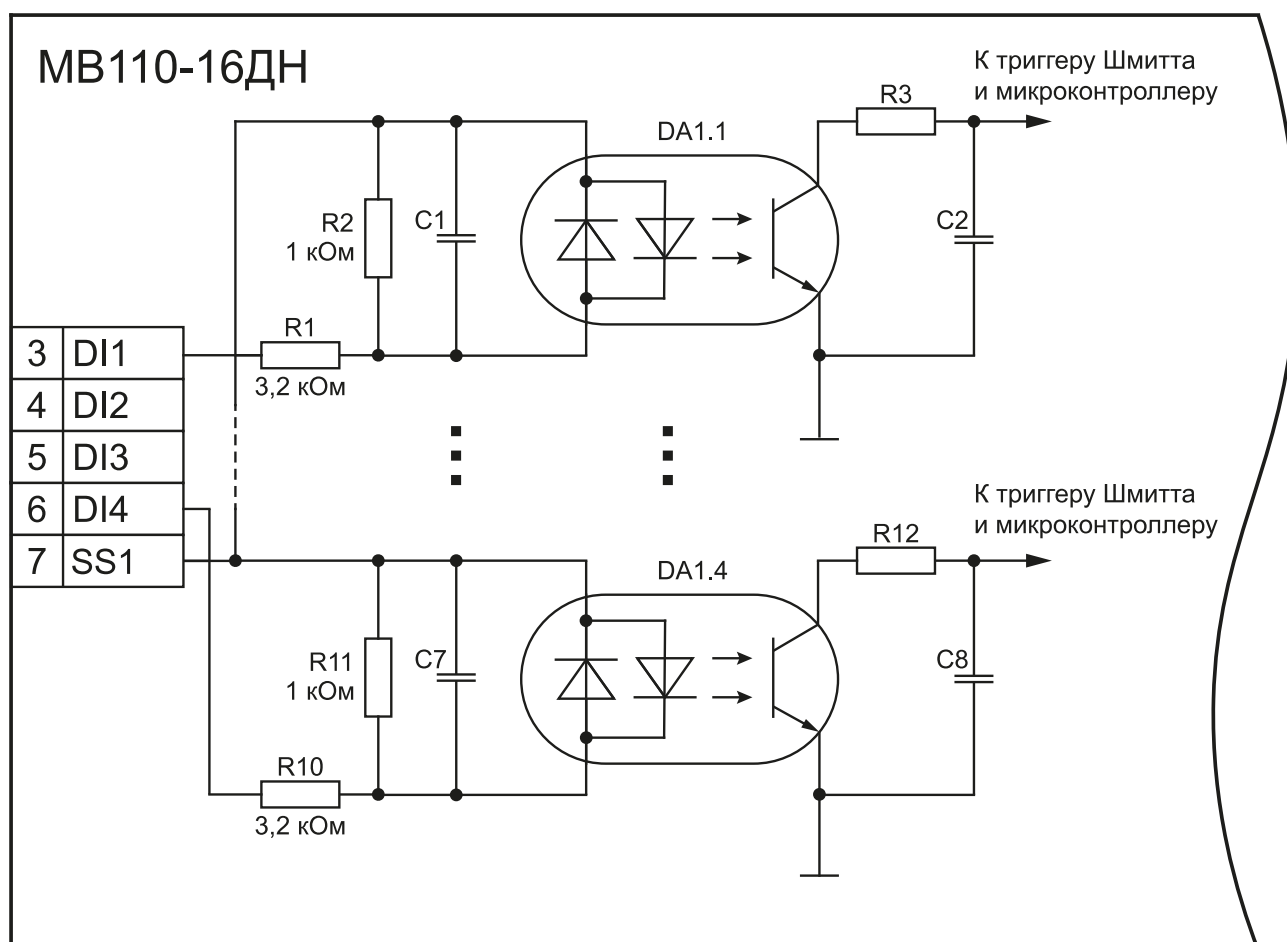 МВ110-16ДН
К триггеру Шмитта
и микроконтроллеру
R3
DA1.1
R2
1 кОм
C1
C2
R1
3,2 кОм
3 DI1
4 DI2
5 DI3
6 DI4
7 SS1
К триггеру Шмитта
и микроконтроллеру
R12
DA1.4
R11
1 кОм
C7
C8
R10
3,2 кОм